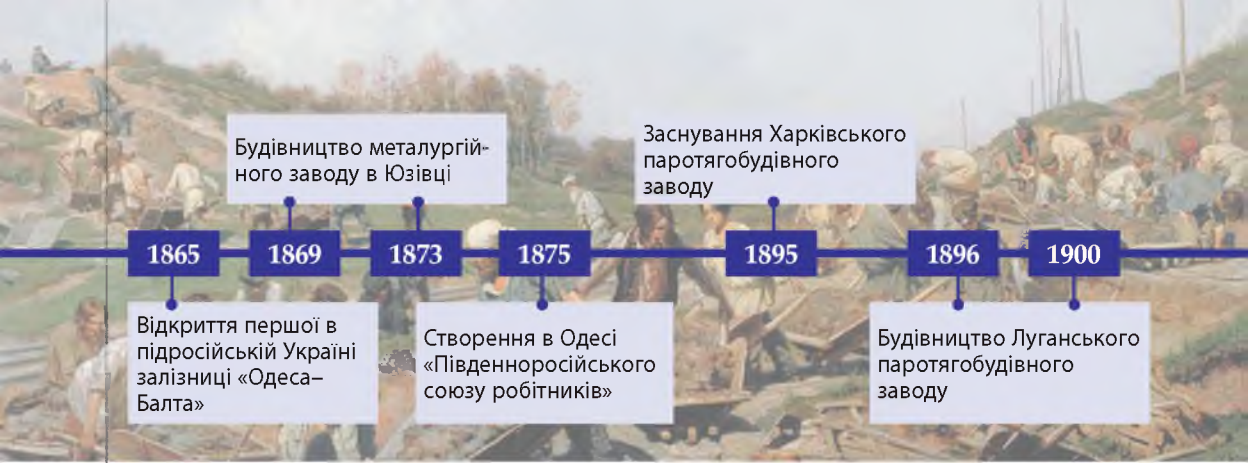 Будівництво металургій-
ного заводу в Юзівці
Заснування Харківського
паротягобудівного
заводу
1865
1869
1873
1875
1895
1896
1900
Відкриття першої в
підросійській Україні
залізниці «Одеса–
Балта»
Створення в Одесі
«Південноросійського
союзу робітників»
Будівництво Луганського
паротягобудівного
заводу